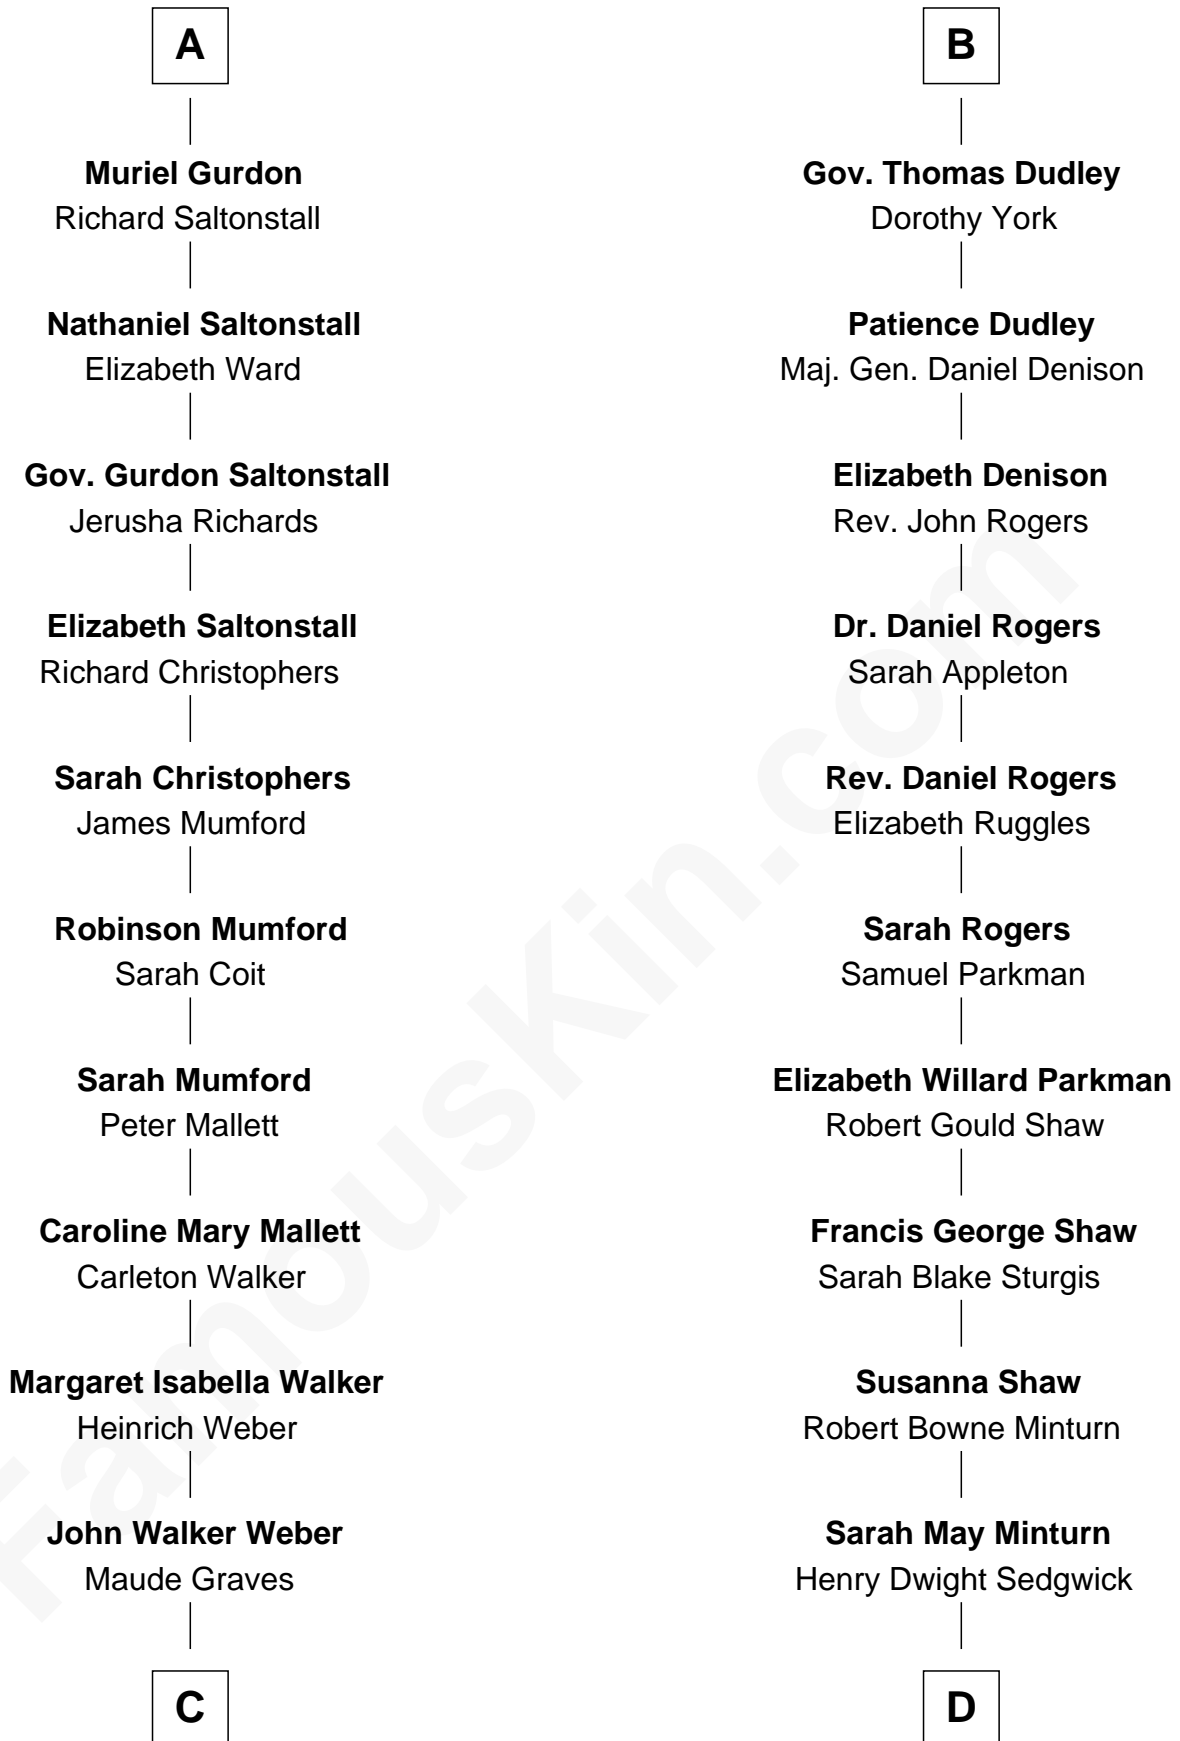 A
Muriel Gurdon
Richard Saltonstall
Nathaniel Saltonstall
Elizabeth Ward
Gov. Gurdon Saltonstall
Jerusha Richards
Elizabeth Saltonstall
Richard Christophers
Sarah Christophers
James Mumford
Robinson Mumford
Sarah Coit
Sarah Mumford
Peter Mallett
Caroline Mary Mallett
Carleton Walker
Margaret Isabella Walker
Heinrich Weber
John Walker Weber
Maude Graves
C
B
Gov. Thomas Dudley
Dorothy York
Patience Dudley
Maj. Gen. Daniel Denison
Elizabeth Denison
Rev. John Rogers
Dr. Daniel Rogers
Sarah Appleton
Rev. Daniel Rogers
Elizabeth Ruggles
Sarah Rogers
Samuel Parkman
Elizabeth Willard Parkman
Robert Gould Shaw
Francis George Shaw
Sarah Blake Sturgis
Susanna Shaw
Robert Bowne Minturn
Sarah May Minturn
Henry Dwight Sedgwick
D
FamousKin.com